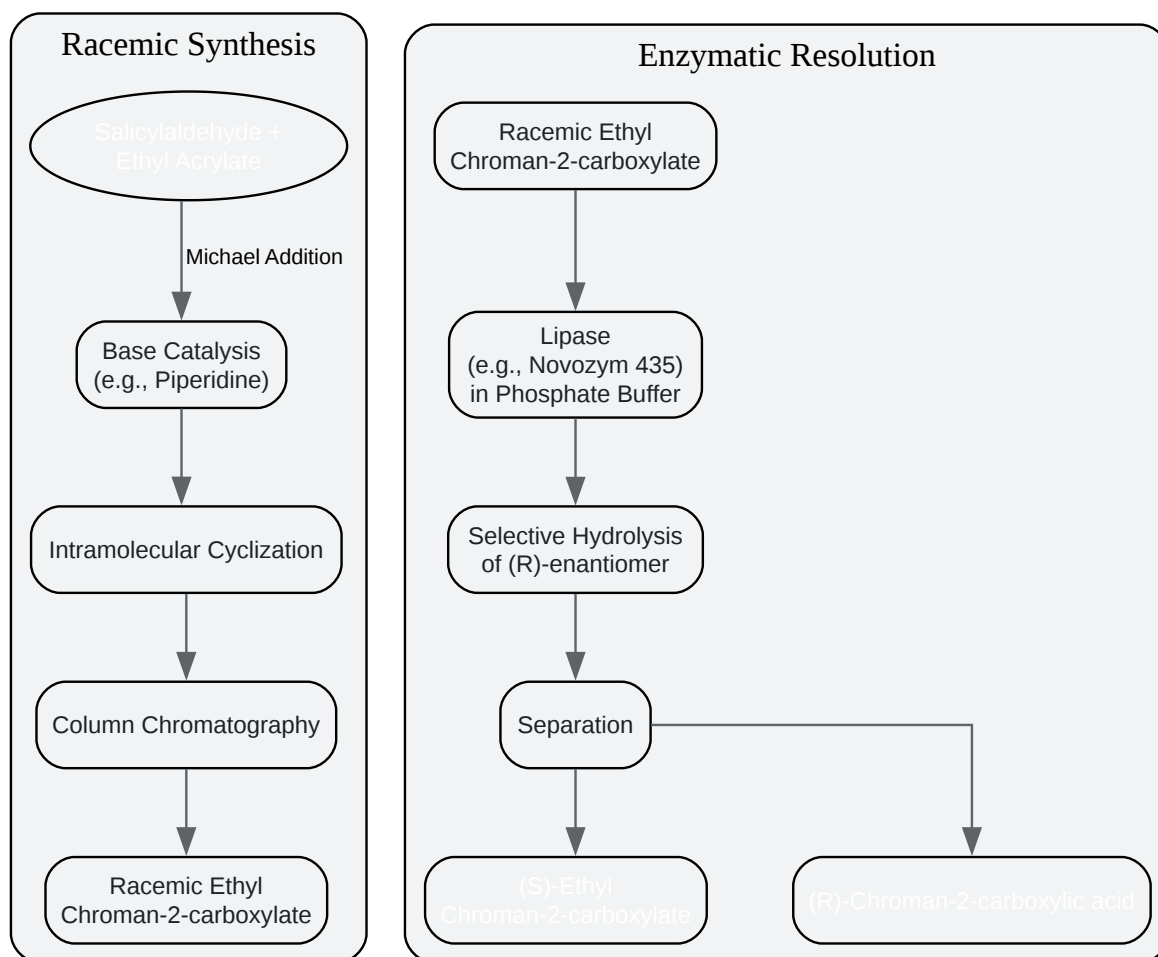 Racemic Synthesis
Salicylaldehyde +
Ethyl Acrylate
Michael Addition
Base Catalysis
(e.g., Piperidine)
Intramolecular Cyclization
Column Chromatography
Racemic Ethyl
Chroman-2-carboxylate
Enzymatic Resolution
Racemic Ethyl
Chroman-2-carboxylate
Lipase
(e.g., Novozym 435)
in Phosphate Buffer
Selective Hydrolysis
of (R)-enantiomer
Separation
(S)-Ethyl
Chroman-2-carboxylate
(R)-Chroman-2-carboxylic acid